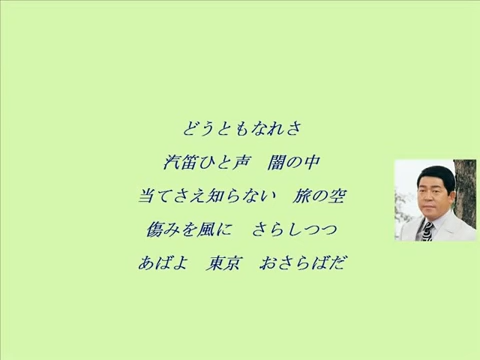 どうともなれさ
汽笛ひと声　闇の中
当てさえ知らない　旅の空
傷みを風に　さらしつつ
あばよ　東京　おさらばだ